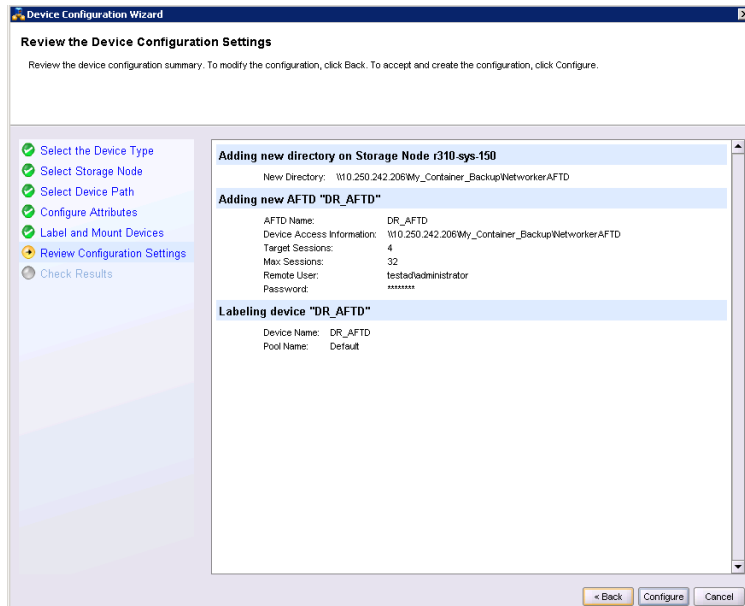 Device Configuration Wizard
Review the Device Configuration Settings
Review the device configuration summary. To modify the configuration, click Back. To accept and create the configuration, click Configure.
Select the Device Type
Select Storage Node
Select Device Path
Configure Attributes
Label and Mount Devices
Review Configuration Settings
Check Results
Adding new directory on Storage Node r310-sys-150
New Directory: \\10.250.242.206\My_Container_Backup\NetworkerAFTD
Adding new AFTD "DR_AFTD"
AFTD Name: DR_AFTD
Device Access Information: \\10.250.242.206\My_Container_Backup\NetworkerAFTD
Target Sessions: 4
Max Sessions: 32
Remote User: testad\administrator
Password: ********
Labeling device "DR_AFTD"
Device Name: DR_AFTD
Pool Name: Default
< Back Configure Cancel